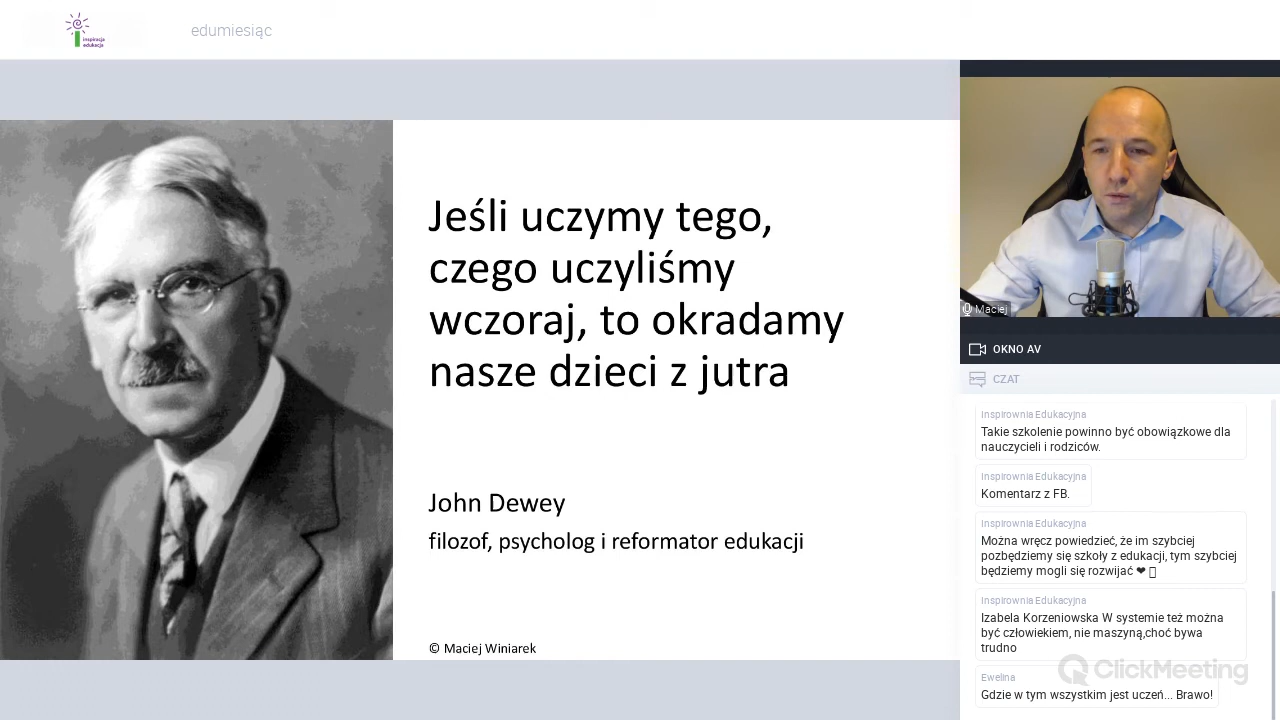 inspiracja
edukacja
edumiesiąc
Jeśli uczymy tego,
czego uczyliśmy
wczoraj, to okradamy
nasze dzieci z jutra
John Dewey
filozof, psycholog i reformator edukacji
© Maciej Winiarek
Maciej
OKNO AV
CZAT
Inspirownia Edukacyjna
Takie szkolenie powinno być obowiązkowe dla
nauczycieli i rodziców.
Inspirownia Edukacyjna
Komentarz z FB.
Inspirownia Edukacyjna
Można wręcz powiedzieć, że im szybciej
pozbędziemy się szkoły z edukacji, tym szybciej
będziemy mogli się rozwijać ❤
Inspirownia Edukacyjna
Izabela Korzeniowska W systemie też można
być człowiekiem, nie maszyną,choć bywa
trudno
ClickMeeting
Ewelina
Gdzie w tym wszystkim jest uczeń... Brawo!